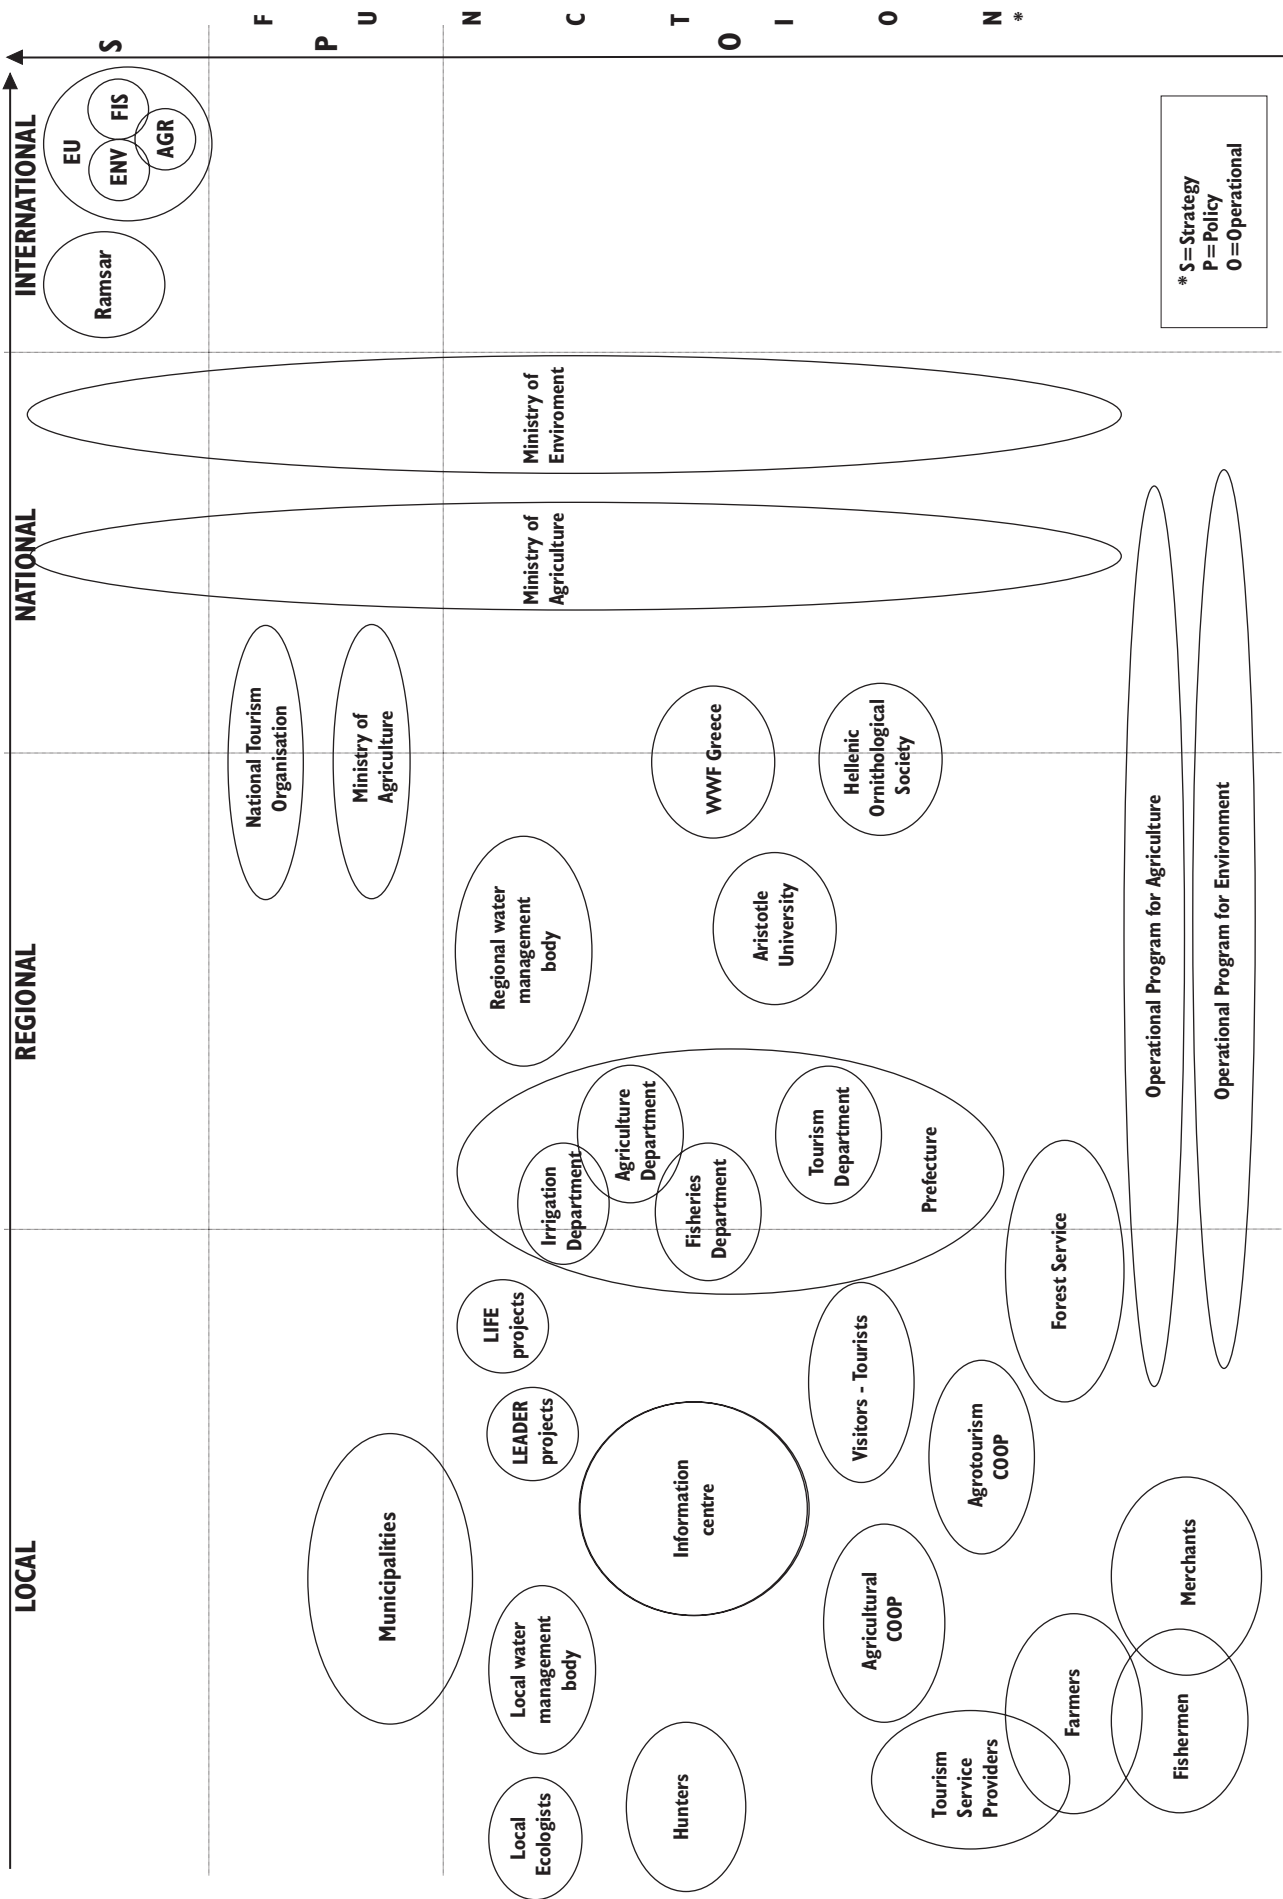 LOCAL
REGIONAL
NATIONAL
INTERNATIONAL
S
F
P
U
N
C
T
O
I
O
N
*
EU
ENV
FIS
AGR
Ramsar
Ministry of
Enviroment
Ministry of
Agriculture
National Tourism
Organisation
Ministry of
Agriculture
Municipalities
Local
Ecologists
Local water
management
body
LEADER
projects
LIFE
projects
Regional water
management
body
Irrigation
Department
Agriculture
Department
Fisheries
Department
Tourism
Department
Prefecture
Hunters
Information
centre
WWF Greece
Aristotle
University
Hellenic
Ornithological
Society
Visitors - Tourists
Agricultural
COOP
Agrotourism
COOP
Tourism
Service
Providers
Farmers
Forest Service
Fishermen
Merchants
Operational Program for Agriculture
Operational Program for Environment
* S=Strategy
P=Policy
O=Operational